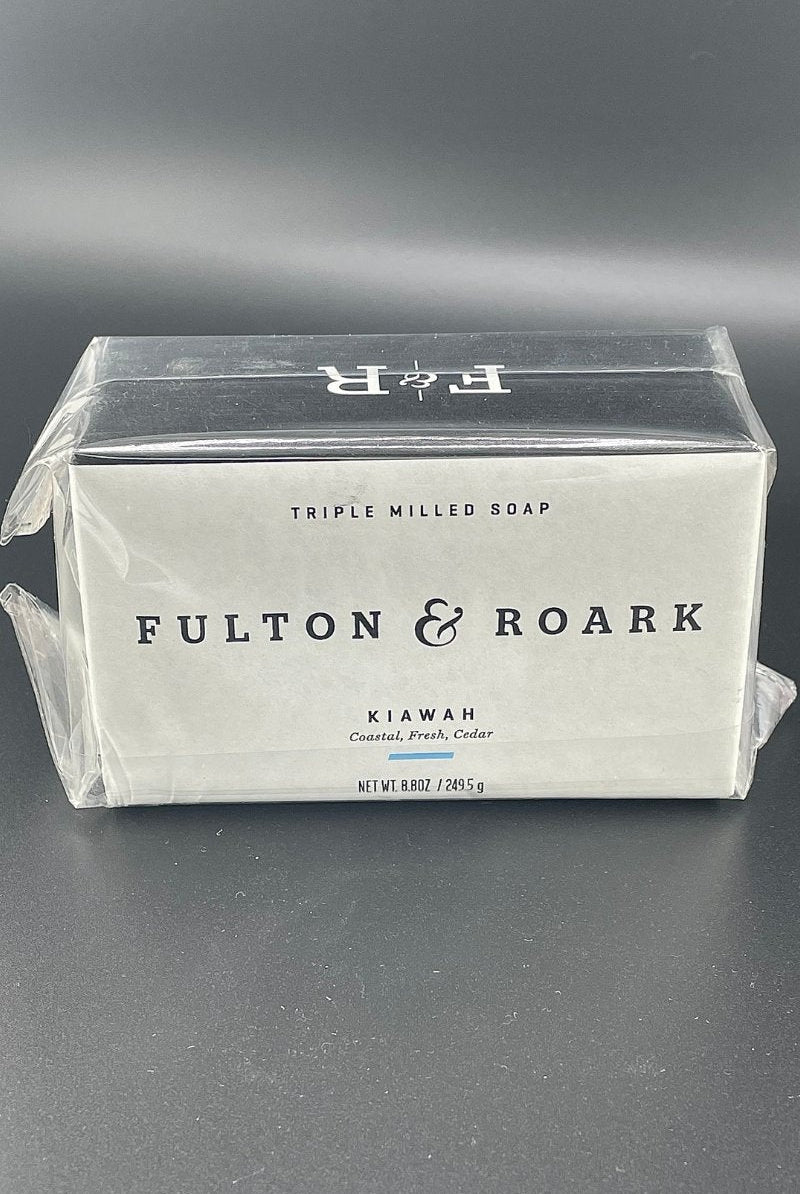 F&R
TRIPLE MILLED SOAP
FULTON & ROARK
KIAWAH
Coastal, Fresh, Cedar
NET WT. 8.8OZ / 249.5 g